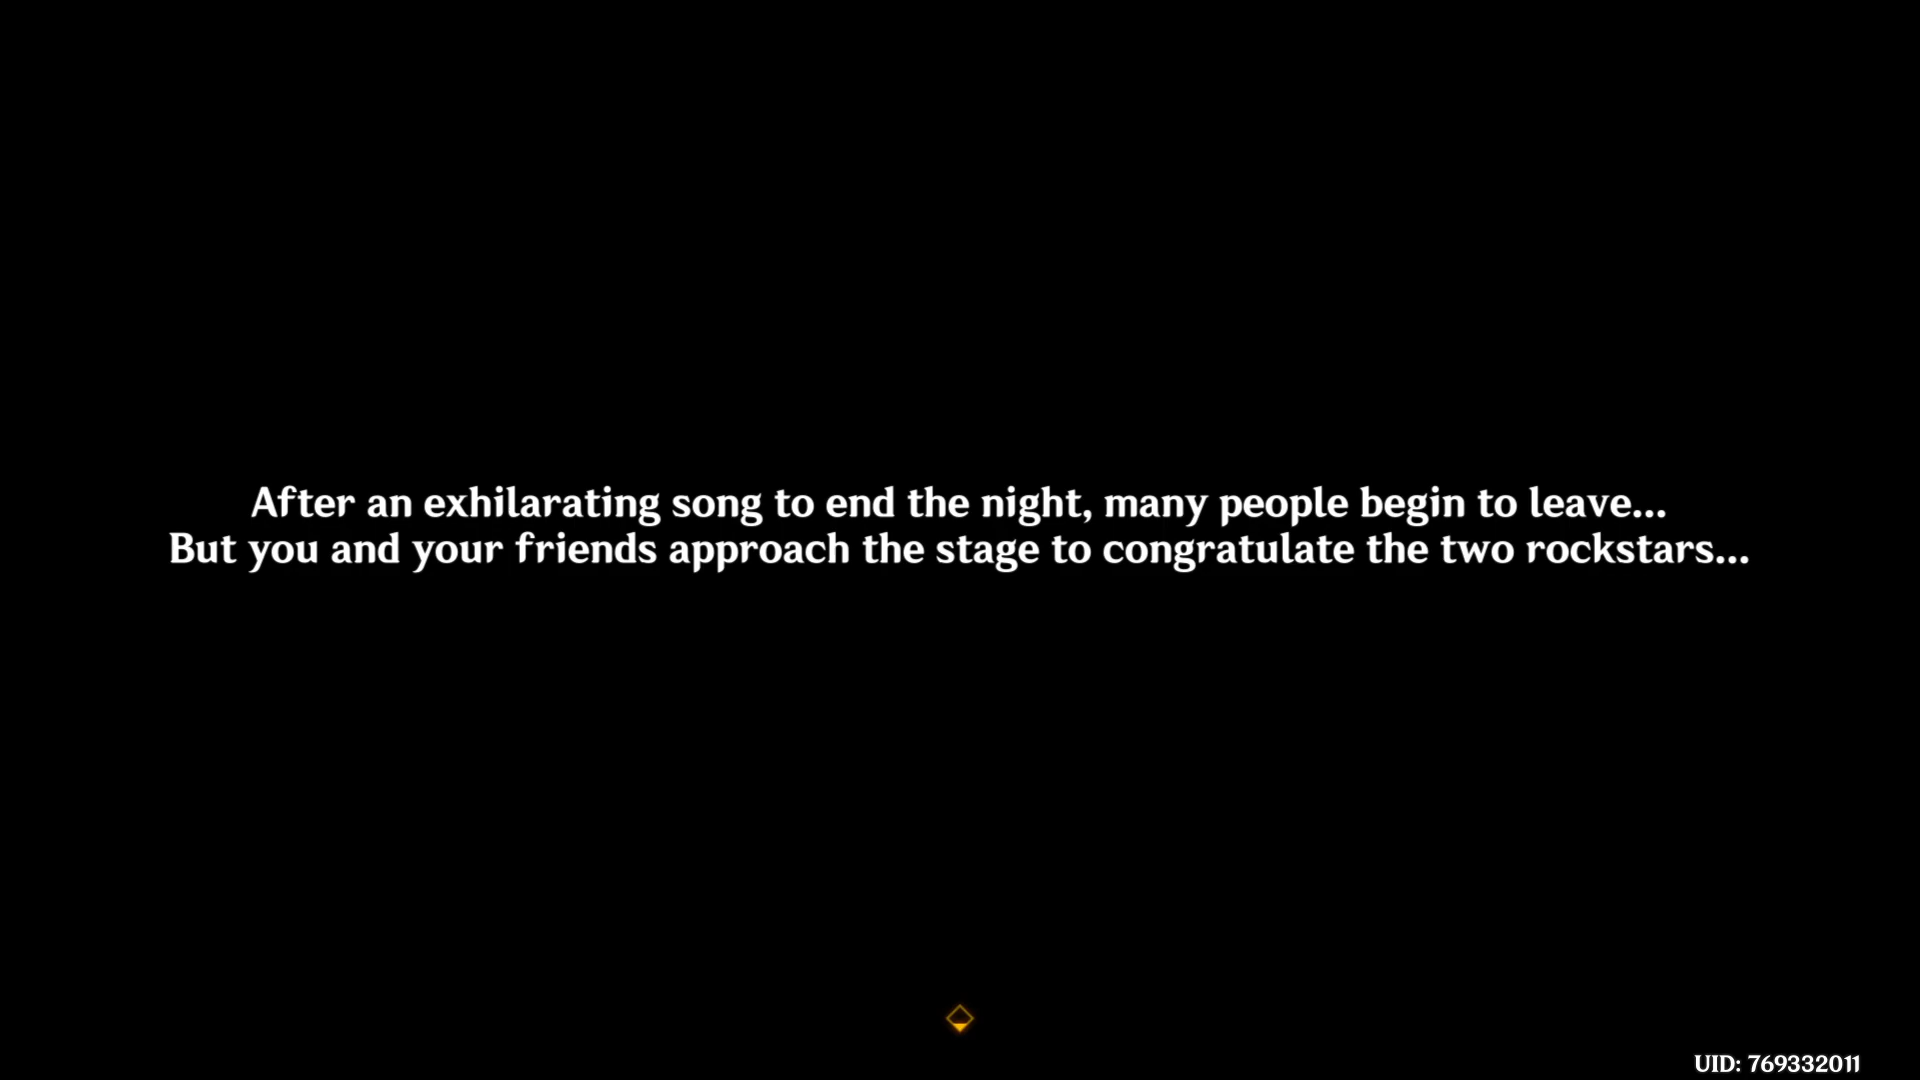 After an exhilarating song to end the night, many people begin to leave...
But you and your friends approach the stage to congratulate the two rockstars...
UID: 769332011